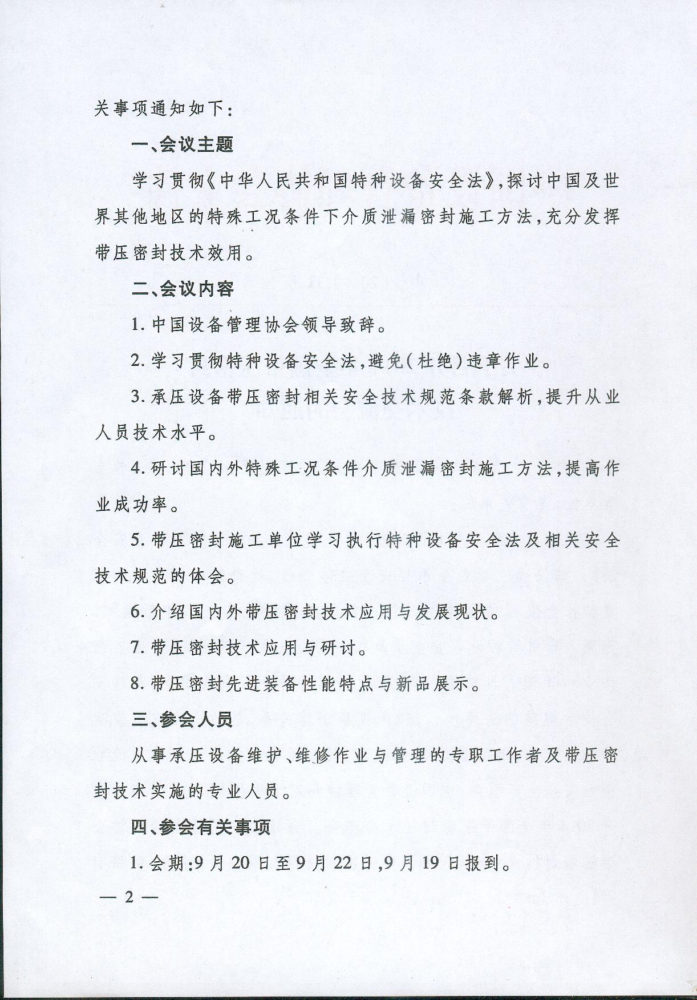 关事项通知如下:
一、会议主题
学习贯彻《中华人民共和国特种设备安全法》,探讨中国及世
界其他地区的特殊工况条件下介质泄漏密封施工方法,充分发挥
带压密封技术效用。
二、会议内容
1. 中国设备管理协会领导致辞。
2. 学习贯彻特种设备安全法,避免(杜绝)违章作业。
3. 承压设备带压密封相关安全技术规范条款解析,提升从业
人员技术水平。
4. 研讨国内外特殊工况条件介质泄漏密封施工方法,提高作
业成功率。
5. 带压密封施工单位学习执行特种设备安全法及相关安全
技术规范的体会。
6. 介绍国内外带压密封技术应用与发展现状。
7. 带压密封技术应用与研讨。
8. 带压密封先进装备性能特点与新品展示。
三、参会人员
从事承压设备维护、维修作业与管理的专职工作者及带压密
封技术实施的专业人员。
四、参会有关事项
1. 会期:9 月 20 日至 9 月 22 日,9 月 19 日报到。
— 2 —